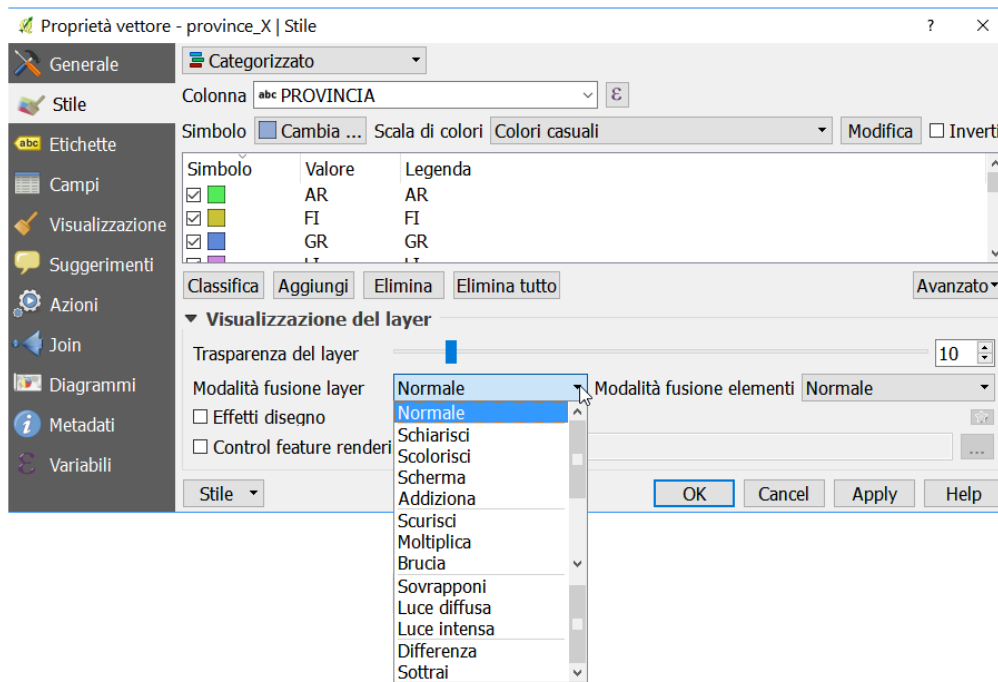 Proprietà vettore - province_X | Stile ? ×
Generale
Stile
abc Etichette
Campi
Visualizzazione
Suggerimenti
Azioni
Join
Diagrammi
Metadati
Variabili
Categorizzato
Colonna abc PROVINCIA ε
Simbolo Cambia ... Scala di colori Colori casuali Modifica Inverti
Simbolo Valore Legenda
AR AR
FI FI
GR GR
Classifica Aggiungi Elimina Elimina tutto Avanzato
Visualizzazione del layer
Trasparenza del layer 10
Modalità fusione layer Normale Modalità fusione elementi Normale
Effetti disegno
Control feature renderi
...
Normale
Schiarisci
Scolorisci
Scherma
Addiziona
Scurisci
Moltiplica
Brucia
Sovrapponi
Luce diffusa
Luce intensa
Differenza
Sottrai
Stile OK Cancel Apply Help